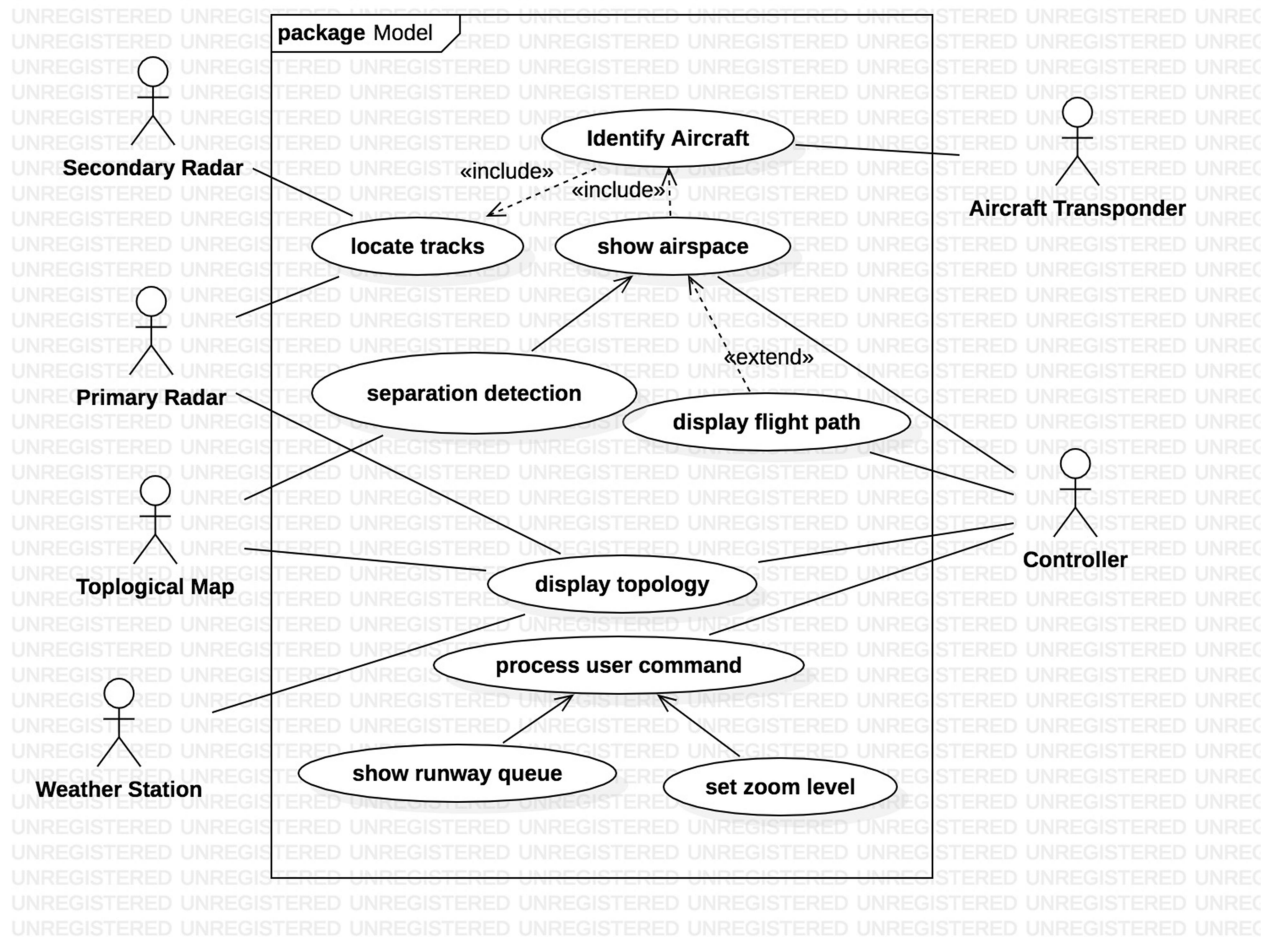 package Model
Identify Aircraft
«include»
«include»
Secondary Radar
Aircraft Transponder
locate tracks
show airspace
«extend»
separation detection
Primary Radar
display flight path
Controller
Toplogical Map
display topology
process user command
show runway queue
set zoom level
Weather Station
UNREGISTERED